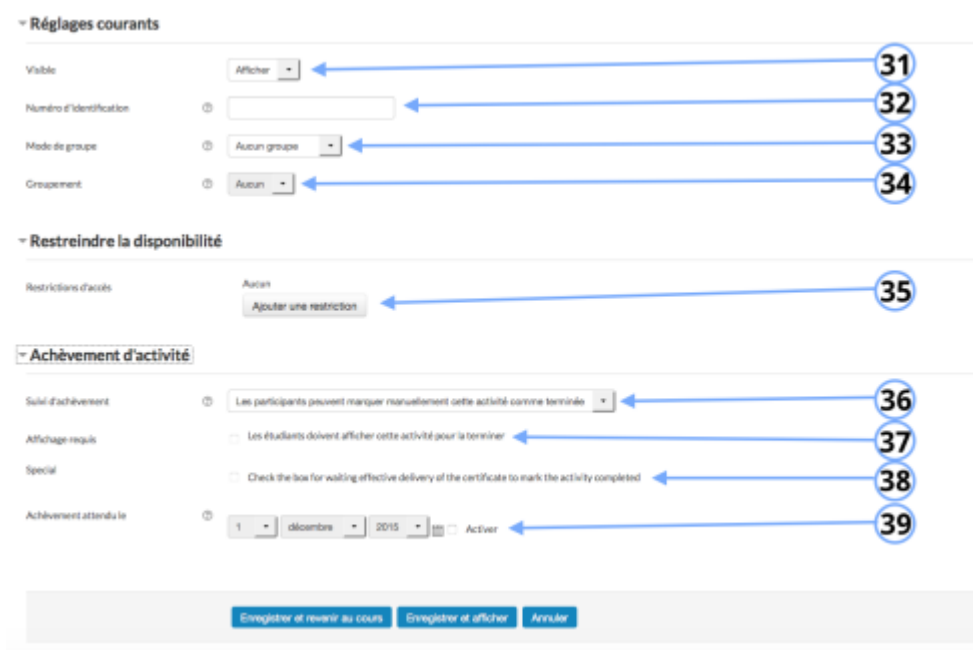 Réglages courants
Visible Afficher 31
Numéro d'identification 32
Mode de groupe Aucun groupe 33
Groupement Aucun 34
Restreindre la disponibilité
Restrictions d'accès Aucun
Ajouter une restriction 35
Achèvement d'activité
Suivi d'achèvement Les participants peuvent marquer manuellement cette activité comme terminée 36
Affichage requis Les étudiants doivent afficher cette activité pour la terminer 37
Special Check the box for waiting effective delivery of the certificate to mark the activity completed 38
Achèvement attendu le 1 décembre 2015 Activer 39
Enregistrer et revenir au cours Enregistrer et afficher Annuler